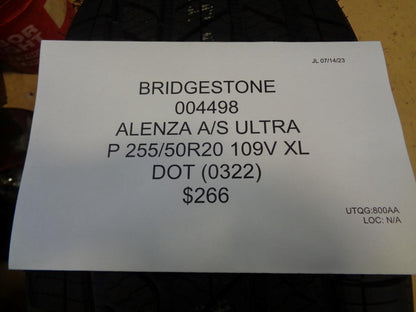 JL 07/14/23
BRIDGESTONE
004498
ALENZA A/S ULTRA
P 255/50R20 109V XL
DOT (0322)
$266
UTQG:800AA
LOC: N/A